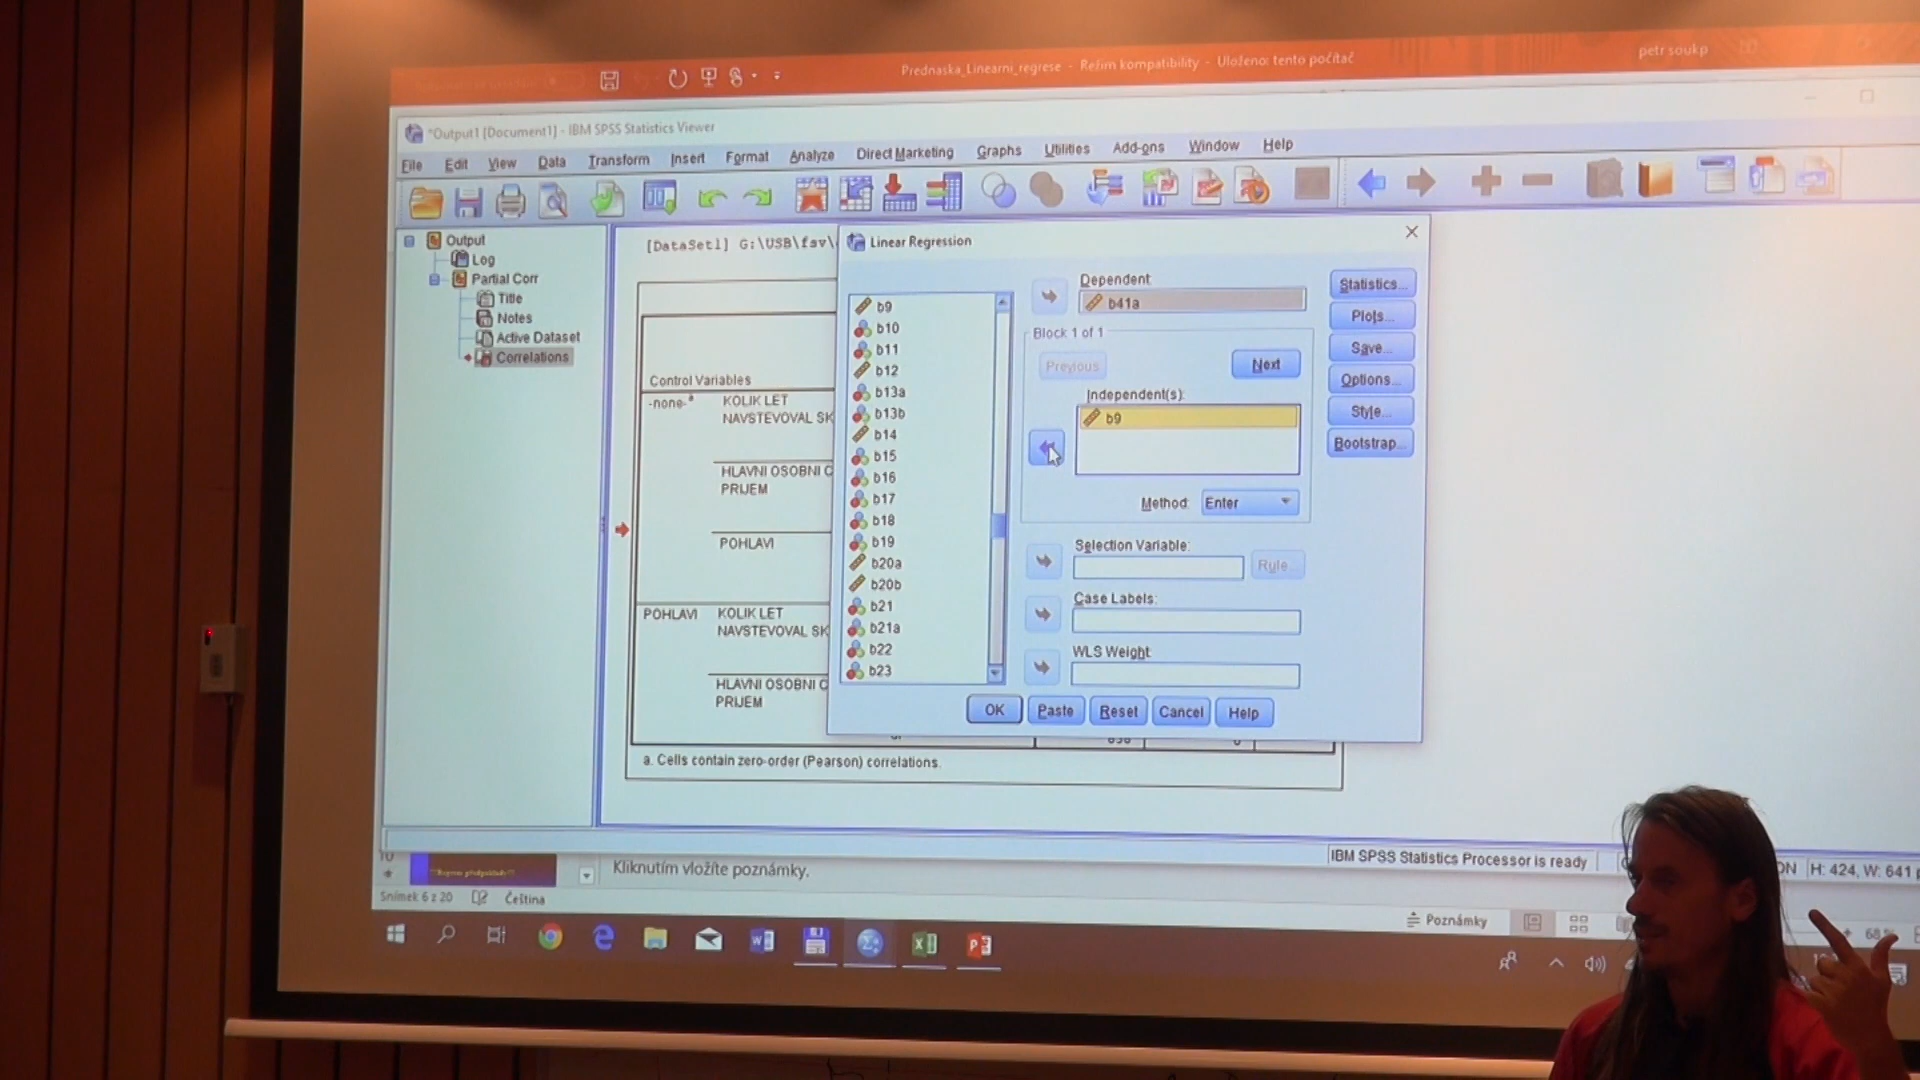 Prednaska_Linearni_regrese - Režim kompatibility - Uloženo: tento počítač
petr soukp
*Output1 [Document1] - IBM SPSS Statistics Viewer
File Edit View Data Transform Insert Format Analyze Direct Marketing Graphs Utilities Add-ons Window Help
Output
Log
Partial Corr
Title
Notes
Active Dataset
Correlations
[DataSet1] G:\USB\fsv\
Control Variables
-none-a KOLIK LET
NAVSTEVOVAL SK
HLAVNI OSOBNI C
PRIJEM
POHLAVI
POHLAVI KOLIK LET
NAVSTEVOVAL SK
HLAVNI OSOBNI C
PRIJEM
a. Cells contain zero-order (Pearson) correlations.
Linear Regression
b9
b10
b11
b12
b13a
b13b
b14
b15
b16
b17
b18
b19
b20a
b20b
b21
b21a
b22
b23
Dependent:
b41a
Block 1 of 1
Previous Next
Independent(s):
b9
Method: Enter
Selection Variable:
Rule...
Case Labels:
WLS Weight:
Statistics...
Plots...
Save...
Options...
Style...
Bootstrap...
OK Paste Reset Cancel Help
IBM SPSS Statistics Processor is ready
ON H: 424, W: 641 p
Kliknutím vložíte poznámky.
Snímek 6 z 20 Čeština
Poznámky
68 %